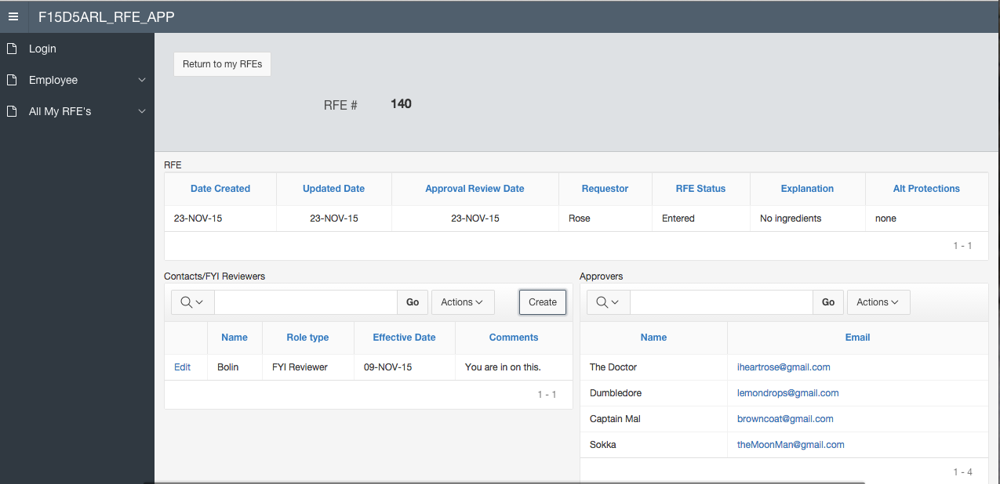 F15D5ARL_RFE_APP
Login
Employee
All My RFE's
Return to my RFEs
RFE # 140
RFE
Date Created Updated Date Approval Review Date Requestor RFE Status Explanation Alt Protections
23-NOV-15 23-NOV-15 23-NOV-15 Rose Entered No ingredients none
1 - 1
Contacts/FYI Reviewers
Go Actions Create
Name Role type Effective Date Comments
Edit Bolin FYI Reviewer 09-NOV-15 You are in on this.
1 - 1
Approvers
Go Actions
Name Email
The Doctor iheartrose@gmail.com
Dumbledore lemondrops@gmail.com
Captain Mal browncoat@gmail.com
Sokka theMoonMan@gmail.com
1 - 4